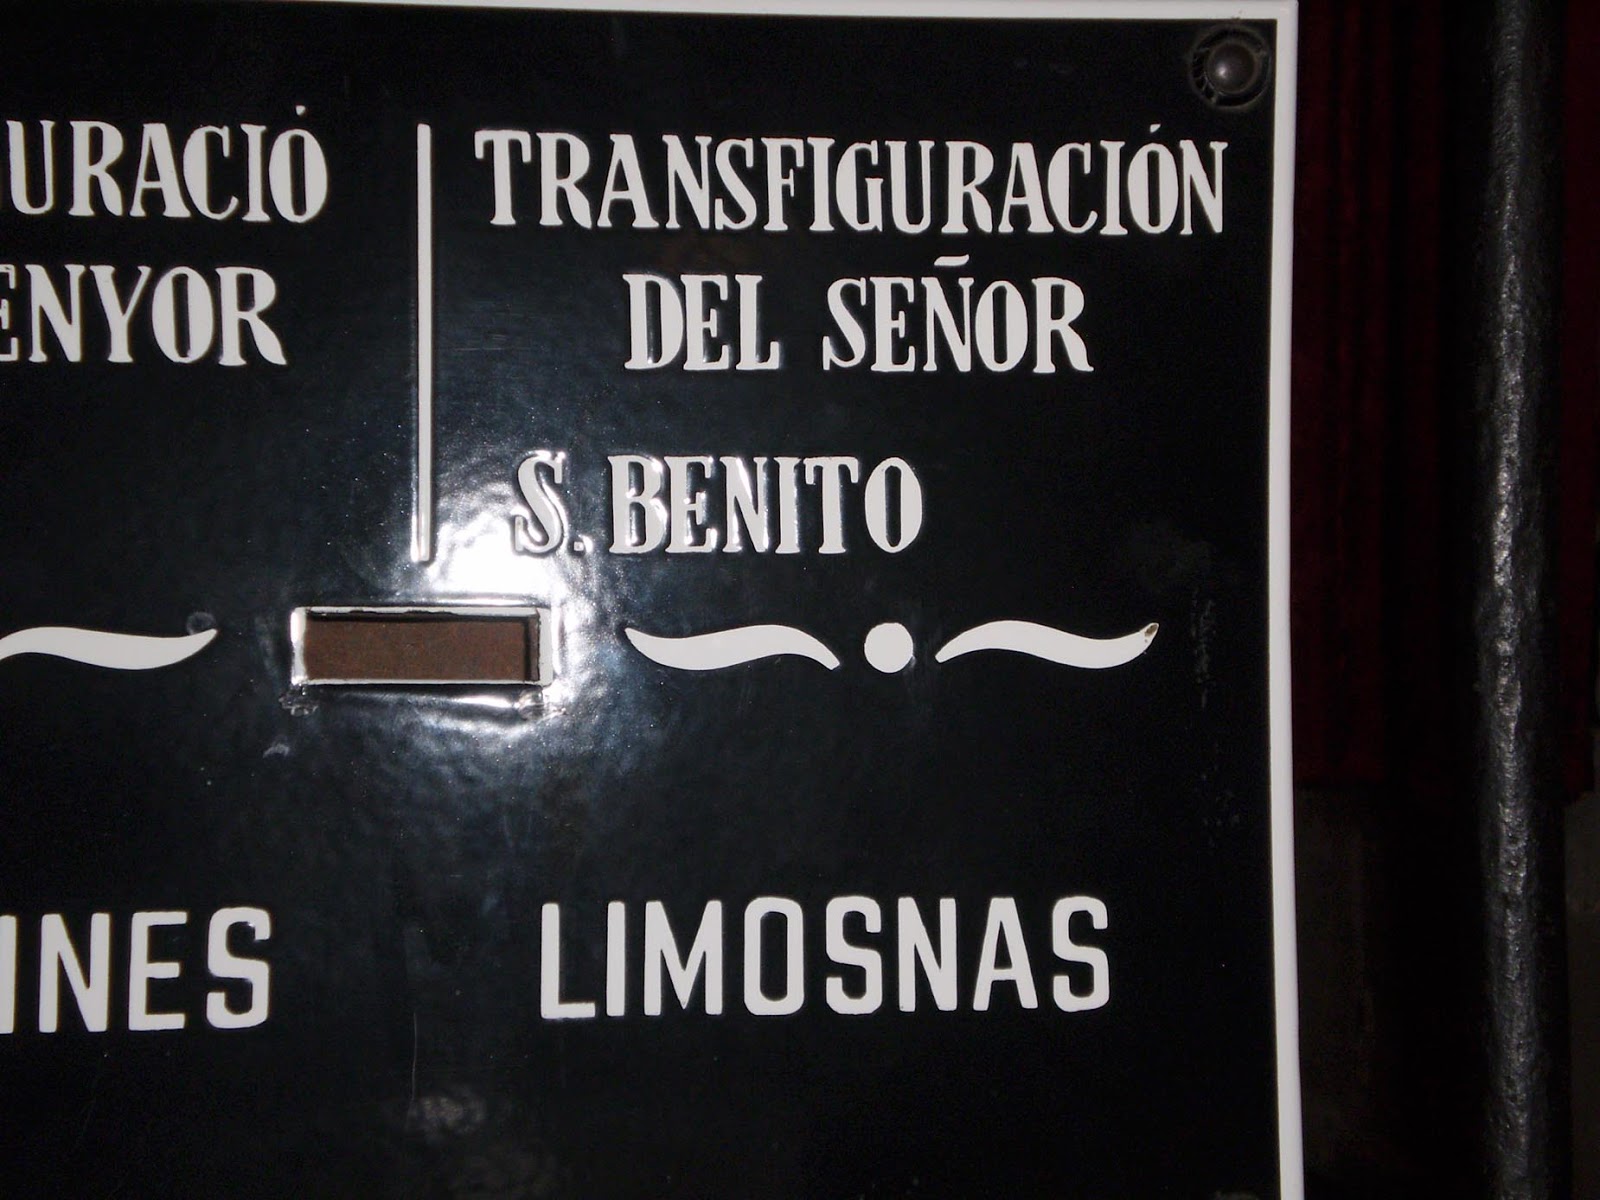 URACIÓ
ENYOR
TRANSFIGURACIÓN
DEL SEÑOR
S. BENITO
INES
LIMOSNAS